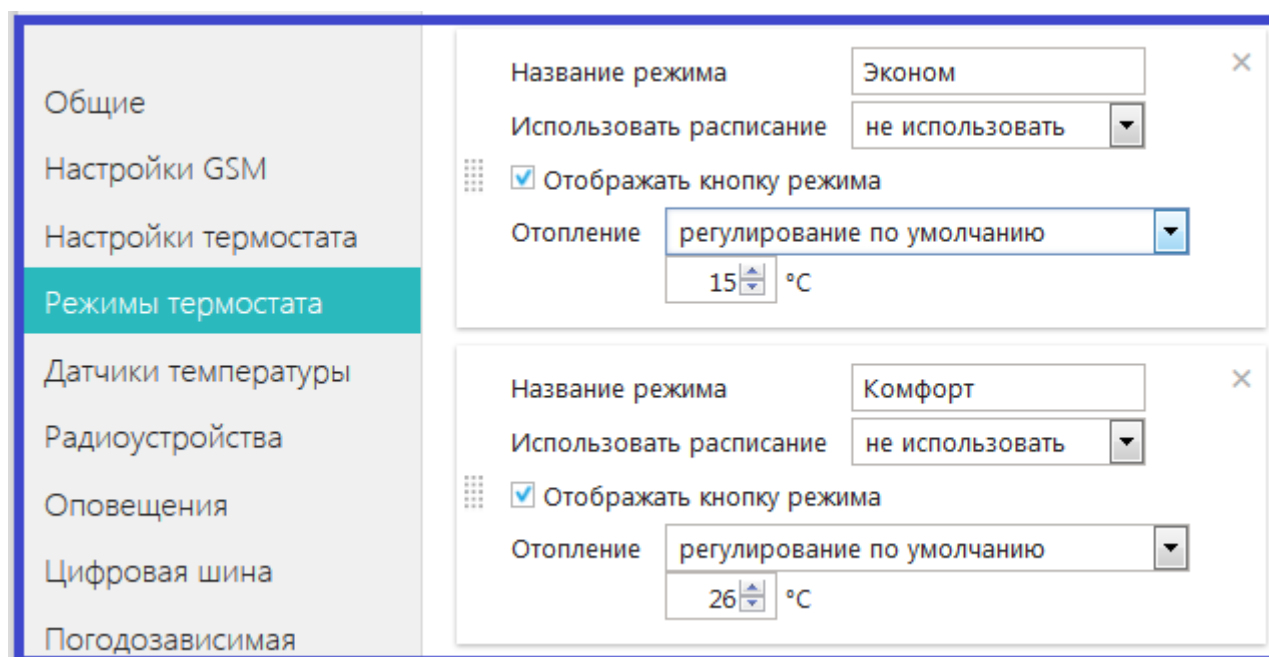 Общие
Настройки GSM
Настройки термостата
Режимы термостата
Датчики температуры
Радиоустройства
Оповещения
Цифровая шина
Погодозависимая
Название режима Эконом
Использовать расписание не использовать
Отображать кнопку режима
Отопление регулирование по умолчанию
15 °C
Название режима Комфорт
Использовать расписание не использовать
Отображать кнопку режима
Отопление регулирование по умолчанию
26 °C